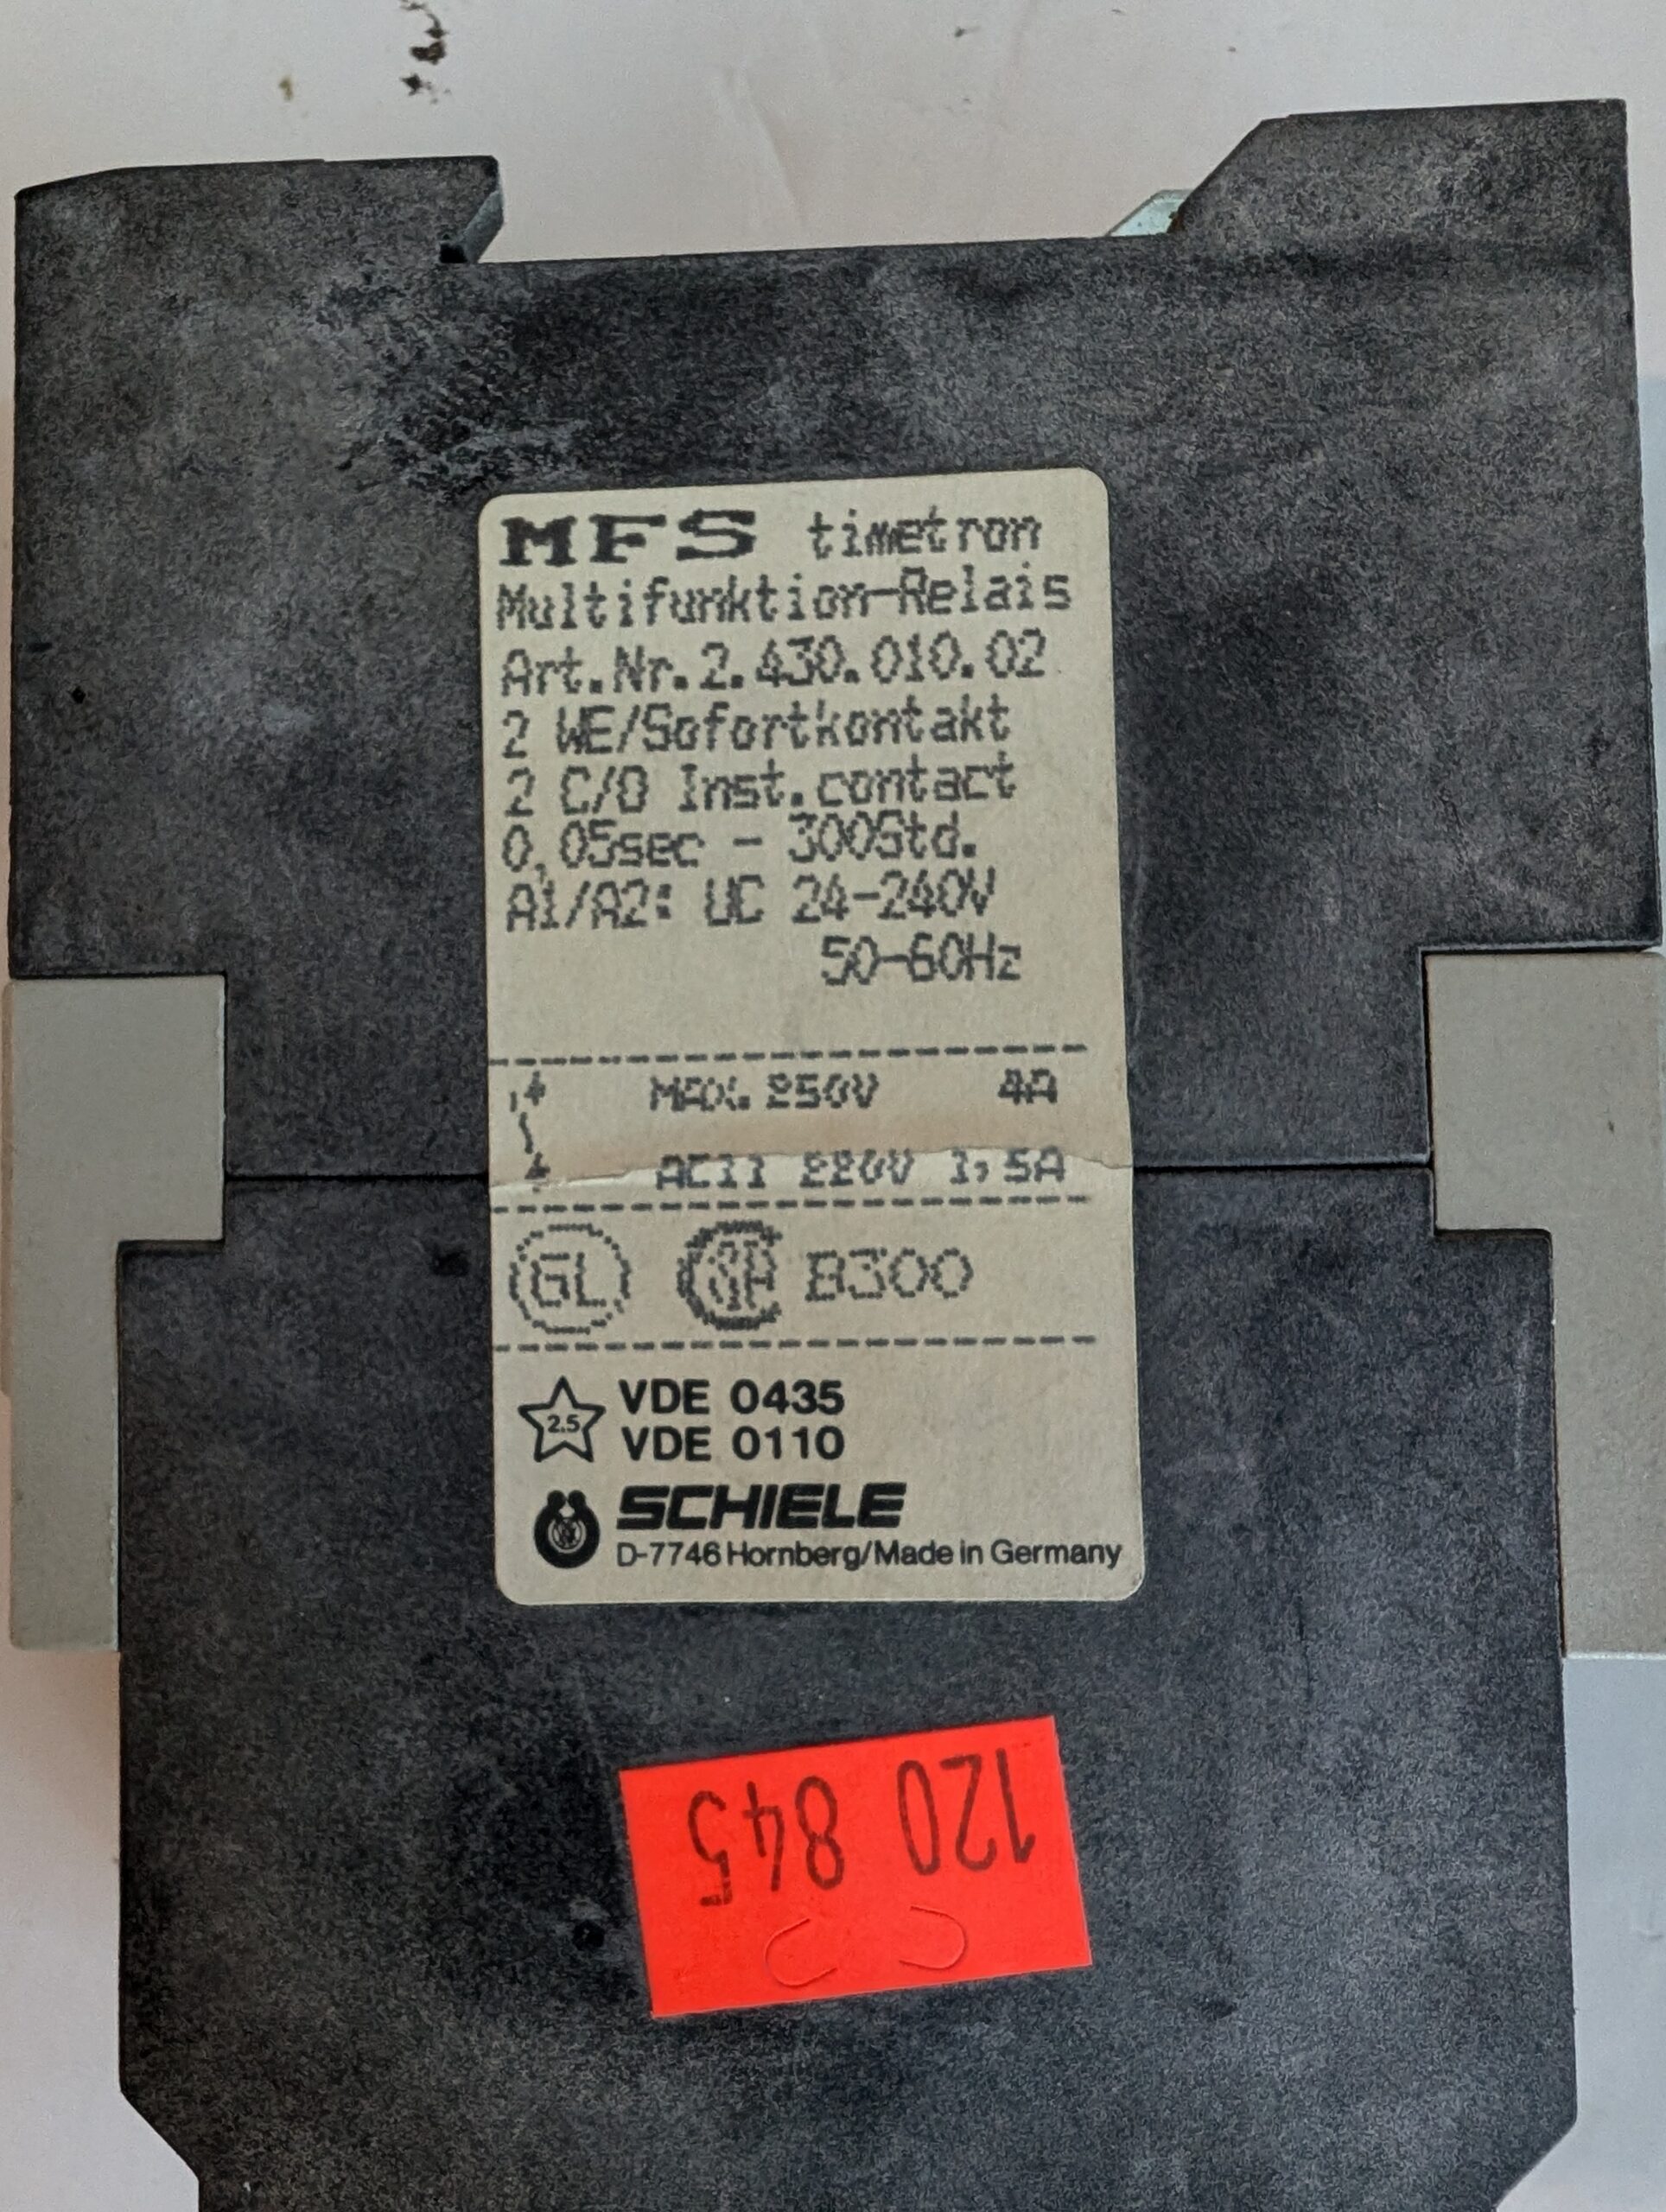 MFS timetron
Multifunktion-Relais
Art.Nr.2.430.010.02
2 WE/Sofortkontakt
2 C/O Inst.contact
0,05sec - 300Std.
A1/A2: UC 24-240V
50-60Hz
MAX. 250V 4A
AC11 220V 1,5A
GL SA B300
2.5 VDE 0435
VDE 0110
SCHIELE
D-7746 Hornberg/Made in Germany
120 845